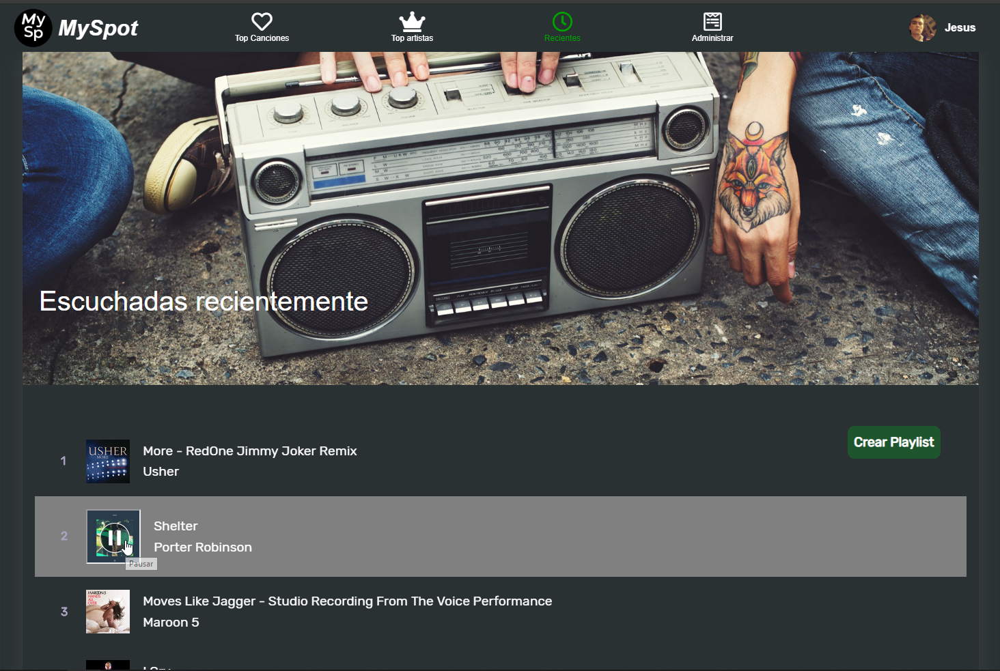 My
Sp
MySpot
Top Canciones
Top artistas
Recientes
Administrar
Jesus
Escuchadas recientemente
Crear Playlist
1
USHER
MORE
More - RedOne Jimmy Joker Remix
Usher
2
Shelter
Porter Robinson
Pausar
3
MAROON 5
HANDS
ALL
OVER
Moves Like Jagger - Studio Recording From The Voice Performance
Maroon 5